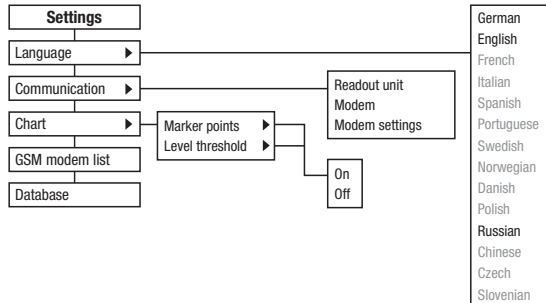 Settings
Language
Communication
Chart
GSM modem list
Database
Marker points
Level threshold
Readout unit
Modem
Modem settings
On
Off
German
English
French
Italian
Spanish
Portuguese
Swedish
Norwegian
Danish
Polish
Russian
Chinese
Czech
Slovenian